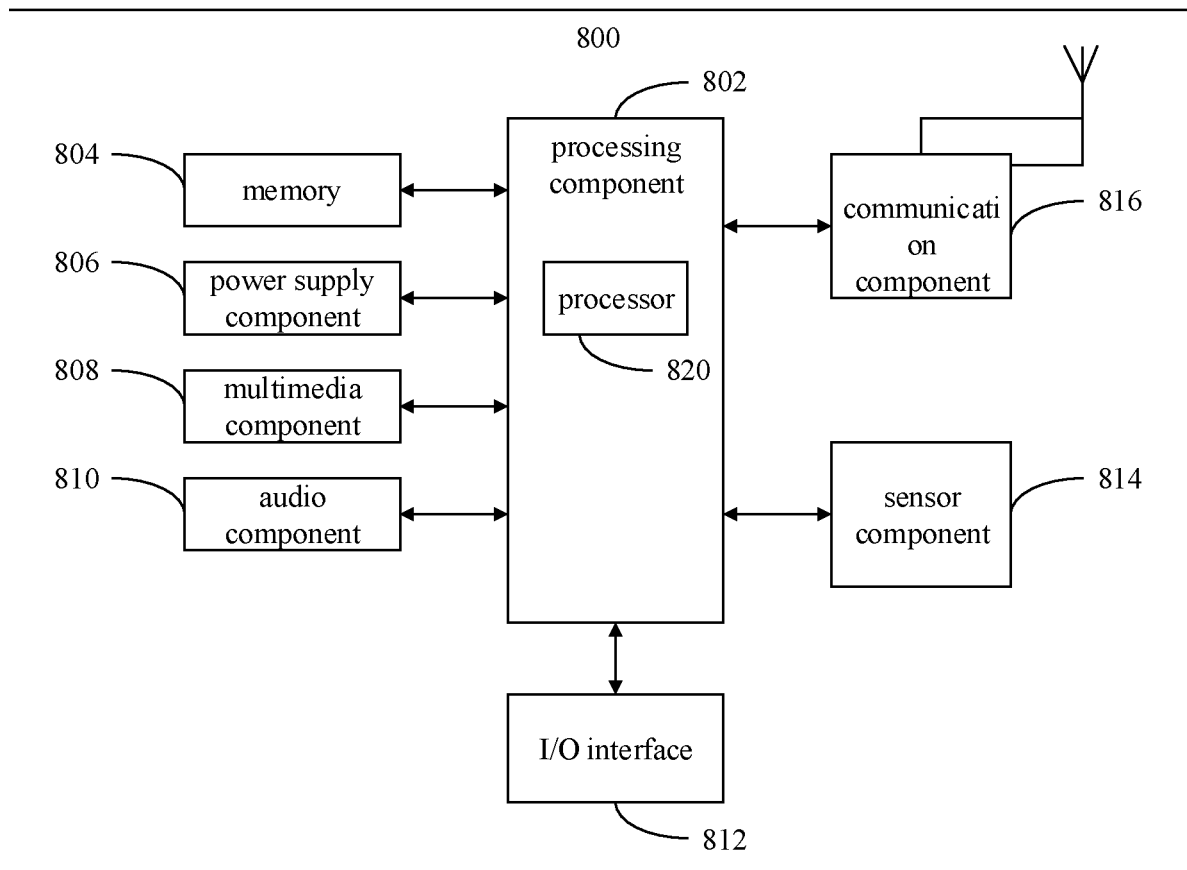 800
802
processing
component
804
memory
communicati
on
component
816
806
power supply
component
processor
820
808
multimedia
component
810
audio
component
sensor
component
814
I/O interface
812